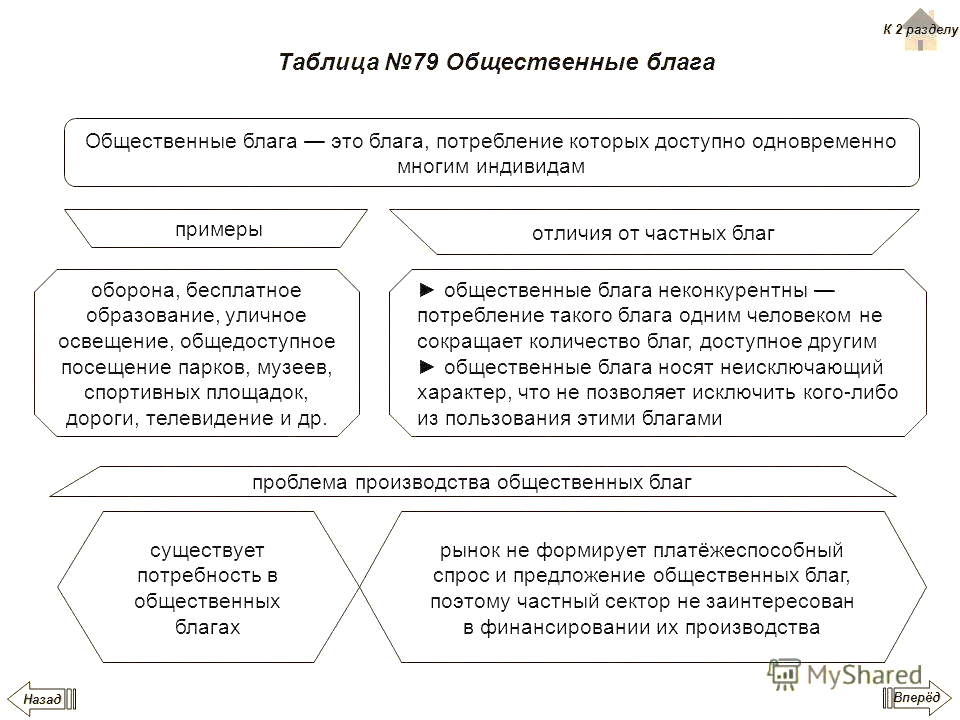 К 2 разделу
Таблица №79 Общественные блага
Общественные блага — это блага, потребление которых доступно одновременно
многим индивидам
примеры
отличия от частных благ
оборона, бесплатное
образование, уличное
освещение, общедоступное
посещение парков, музеев,
спортивных площадок,
дороги, телевидение и др.
► общественные блага неконкурентны —
потребление такого блага одним человеком не
сокращает количество благ, доступное другим
► общественные блага носят неисключающий
характер, что не позволяет исключить кого-либо
из пользования этими благами
проблема производства общественных благ
существует
потребность в
общественных
благах
рынок не формирует платёжеспособный
спрос и предложение общественных благ,
поэтому частный сектор не заинтересован
в финансировании их производства
MyShared
Назад
Вперёд